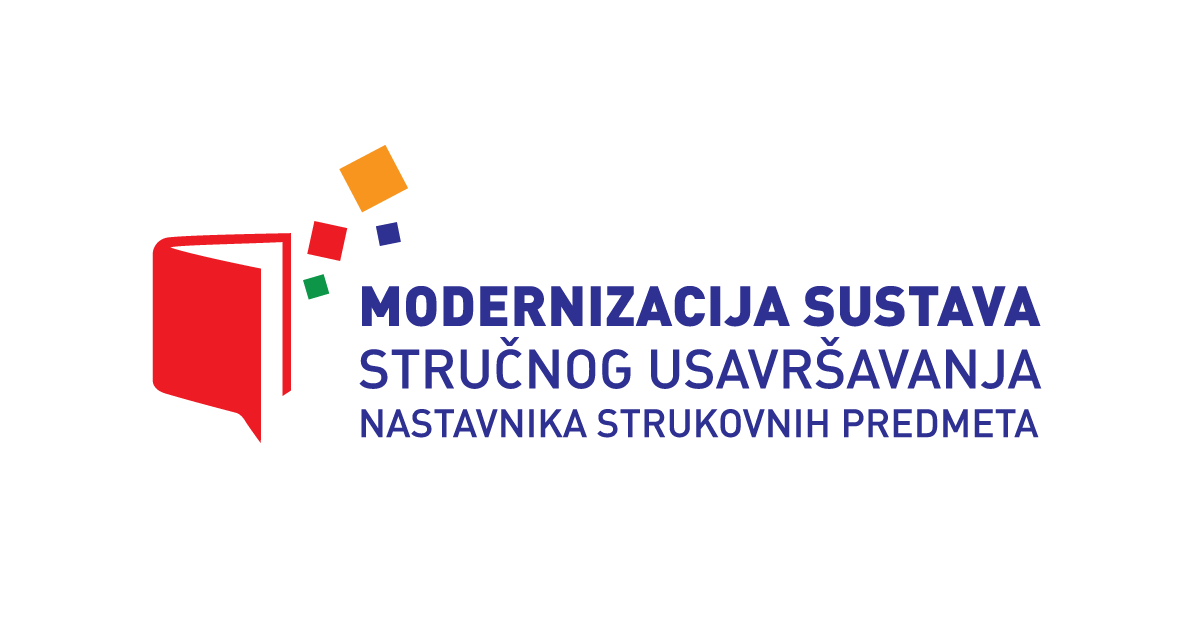 MODERNIZACIJA SUSTAVA
STRUČNOG USAVRŠAVANJA
NASTAVNIKA STRUKOVNIH PREDMETA